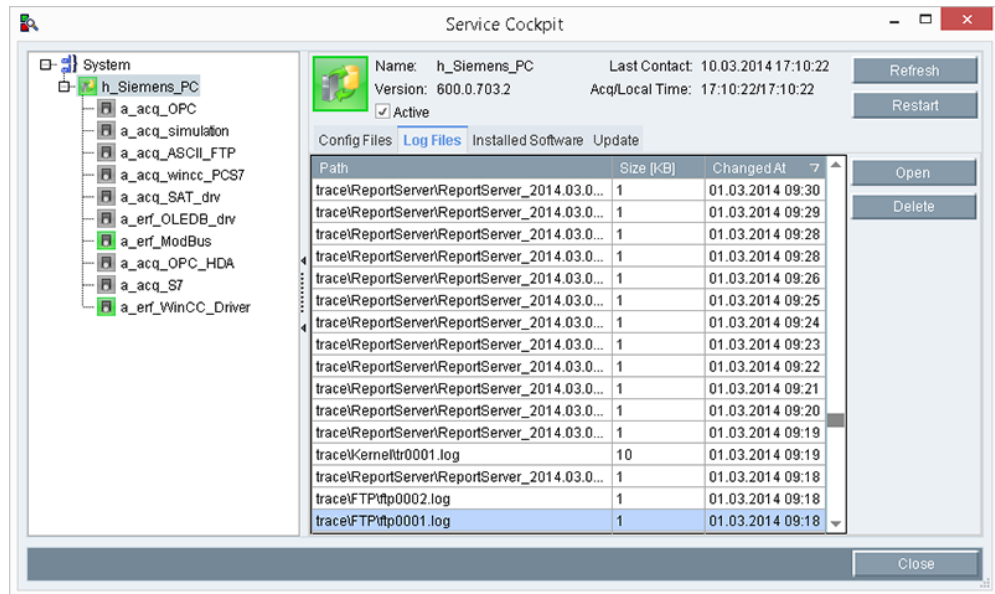 Service Cockpit
System
h_Siemens_PC
a_acq_OPC
a_acq_simulation
a_acq_ASCII_FTP
a_acq_wincc_PCS7
a_acq_SAT_drv
a_erf_OLEDB_drv
a_erf_ModBus
a_acq_OPC_HDA
a_acq_S7
a_erf_WinCC_Driver
Name: h_Siemens_PC Last Contact: 10.03.2014 17:10:22
Version: 600.0.703.2 Acq/Local Time: 17:10:22/17:10:22
Active
Refresh
Restart
Config Files Log Files Installed Software Update
Path Size [KB] Changed At
trace\ReportServer\ReportServer_2014.03.0... 1 01.03.2014 09:30
trace\ReportServer\ReportServer_2014.03.0... 1 01.03.2014 09:29
trace\ReportServer\ReportServer_2014.03.0... 1 01.03.2014 09:28
trace\ReportServer\ReportServer_2014.03.0... 1 01.03.2014 09:28
trace\ReportServer\ReportServer_2014.03.0... 1 01.03.2014 09:26
trace\ReportServer\ReportServer_2014.03.0... 1 01.03.2014 09:25
trace\ReportServer\ReportServer_2014.03.0... 1 01.03.2014 09:24
trace\ReportServer\ReportServer_2014.03.0... 1 01.03.2014 09:23
trace\ReportServer\ReportServer_2014.03.0... 1 01.03.2014 09:22
trace\ReportServer\ReportServer_2014.03.0... 1 01.03.2014 09:21
trace\ReportServer\ReportServer_2014.03.0... 1 01.03.2014 09:20
trace\ReportServer\ReportServer_2014.03.0... 1 01.03.2014 09:19
trace\Kernel\tr0001.log 10 01.03.2014 09:19
trace\ReportServer\ReportServer_2014.03.0... 1 01.03.2014 09:18
trace\FTP\ftp0002.log 1 01.03.2014 09:18
trace\FTP\ftp0001.log 1 01.03.2014 09:18
Open
Delete
Close